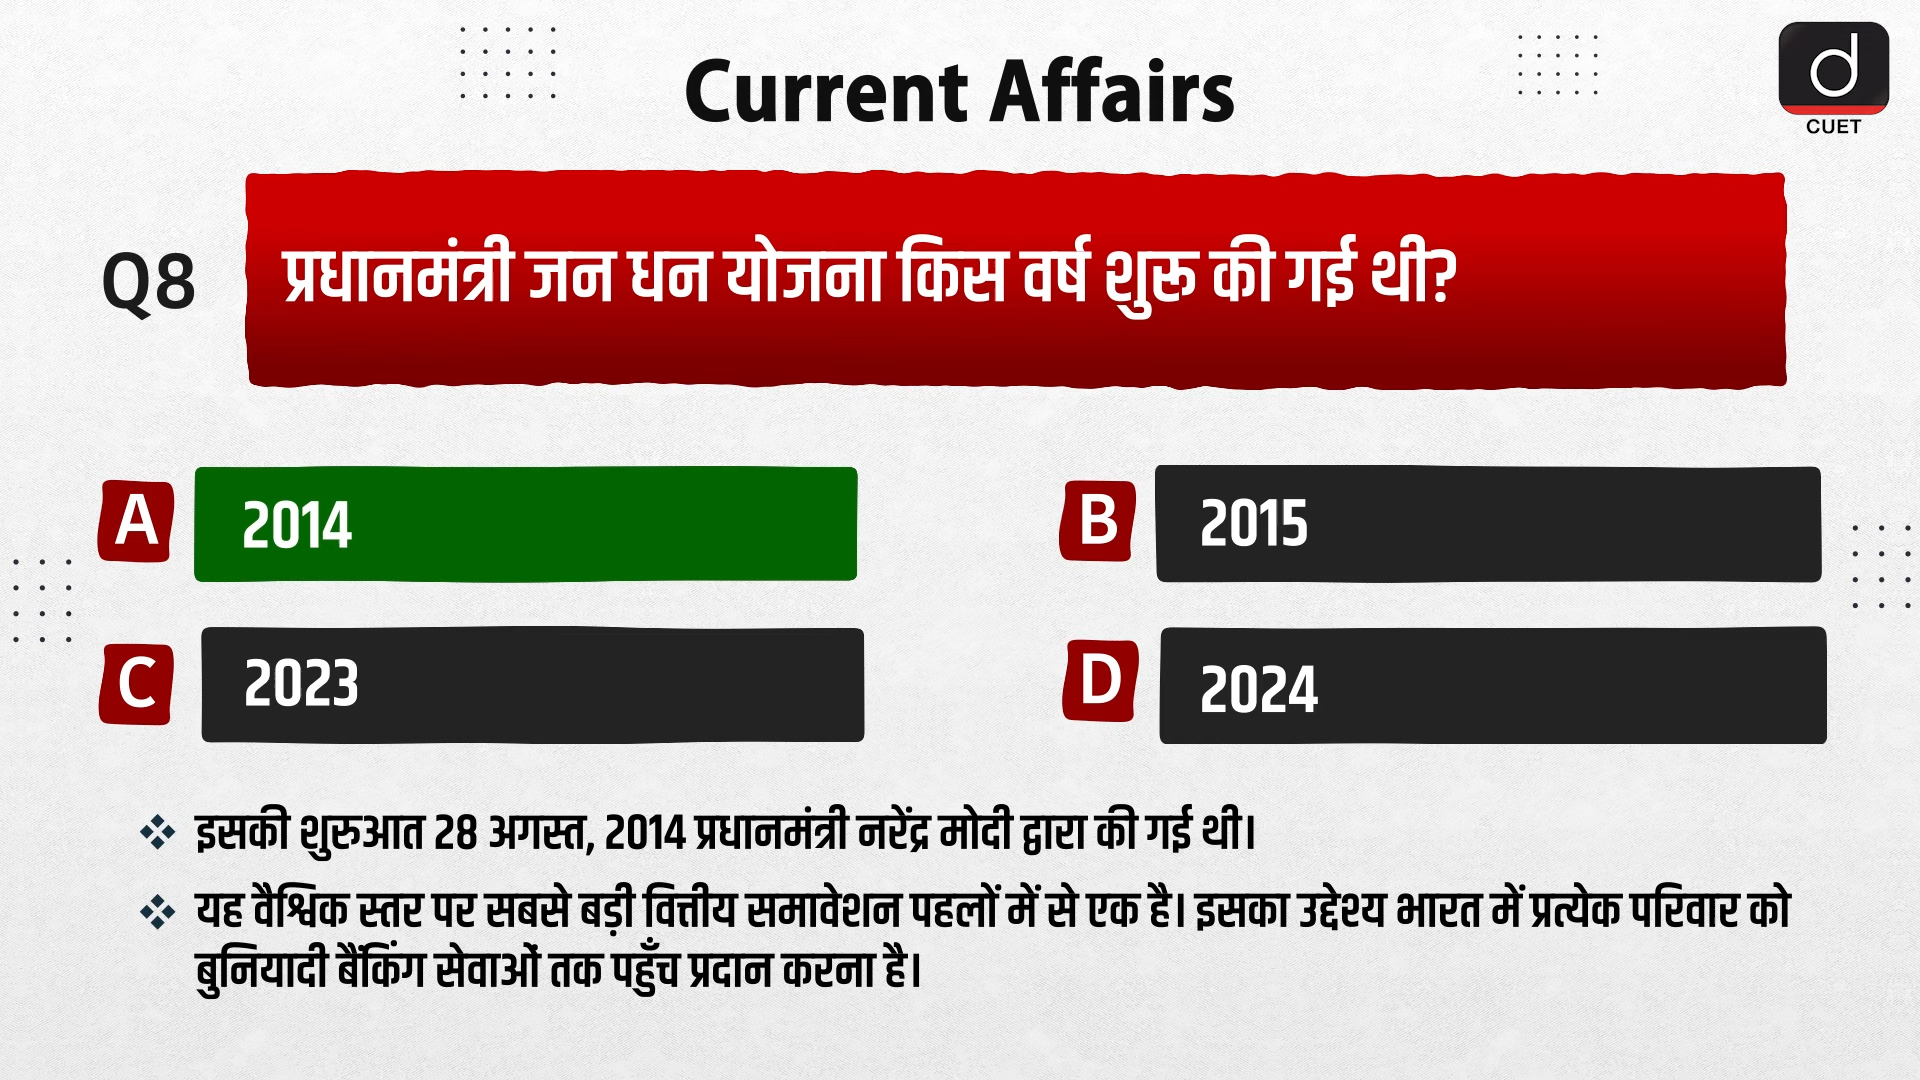 Current Affairs
d
CUET
Q8
प्रधानमंत्री जन धन योजना किस वर्ष शुरू की गई थी?
A
2014
B
2015
C
2023
D
2024
❖ इसकी शुरुआत 28 अगस्त, 2014 प्रधानमंत्री नरेंद्र मोदी द्वारा की गई थी।
❖ यह वैश्विक स्तर पर सबसे बड़ी वित्तीय समावेशन पहलों में से एक है। इसका उद्देश्य भारत में प्रत्येक परिवार को
बुनियादी बैंकिंग सेवाओं तक पहुँच प्रदान करना है।